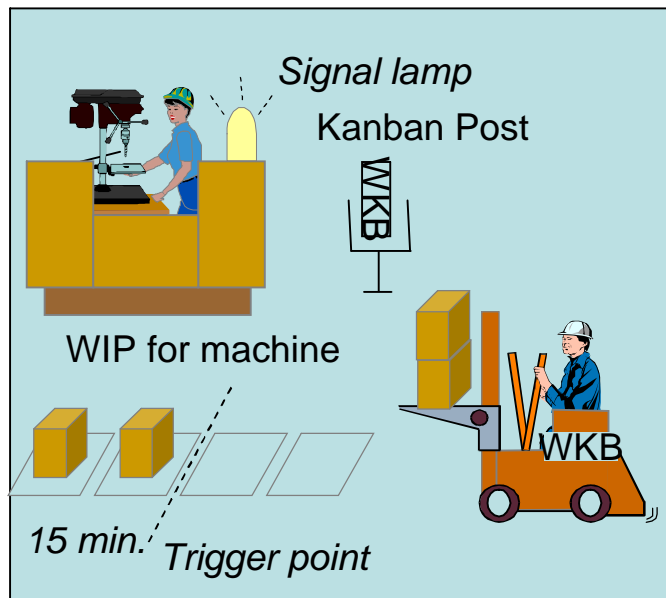 Signal lamp
Kanban Post
WKB
WIP for machine
WKB
15 min.
Trigger point